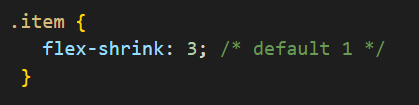 .item {
   flex-shrink: 3; /* default 1 */
 }